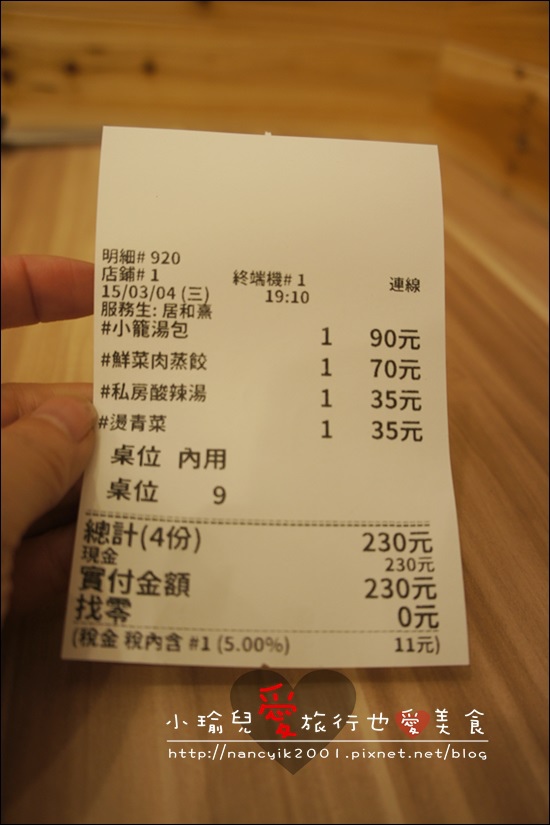 明細# 920
店鋪# 1 終端機# 1 連線
15/03/04 (三) 19:10
服務生: 居和熹
#小籠湯包 1 90元
#鮮菜肉蒸餃 1 70元
#私房酸辣湯 1 35元
#燙青菜 1 35元
桌位 內用
桌位 9
總計(4份) 230元
現金 230元
實付金額 230元
找零 0元
(稅金 稅內含 #1 (5.00%) 11元)
小瑜兒愛旅行也愛美食
http://nancyik2001.pixnet.net/blog